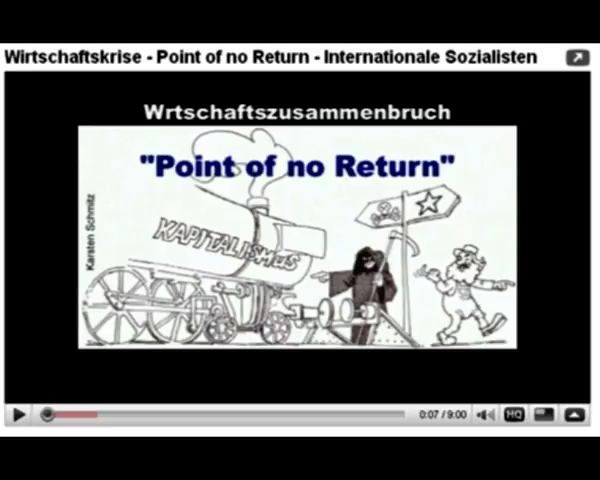 Wirtschaftskrise - Point of no Return - Internationale Sozialisten
Wrtschaftszusammenbruch
"Point of no Return"
Karsten Schmitz
KAPITALISMUS
0:07 / 9:00
HQ